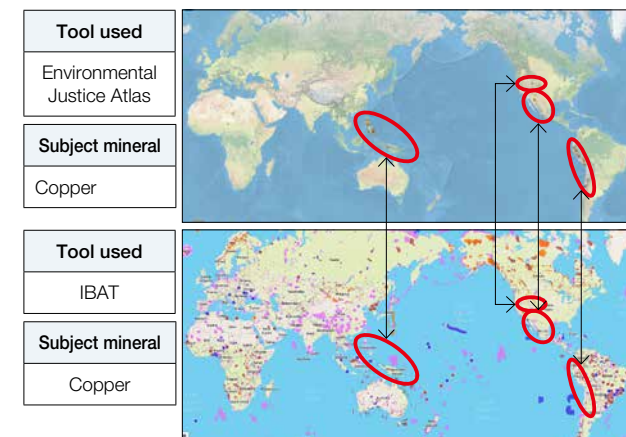 Tool used
Environmental
Justice Atlas
Subject mineral
Copper
Tool used
IBAT
Subject mineral
Copper